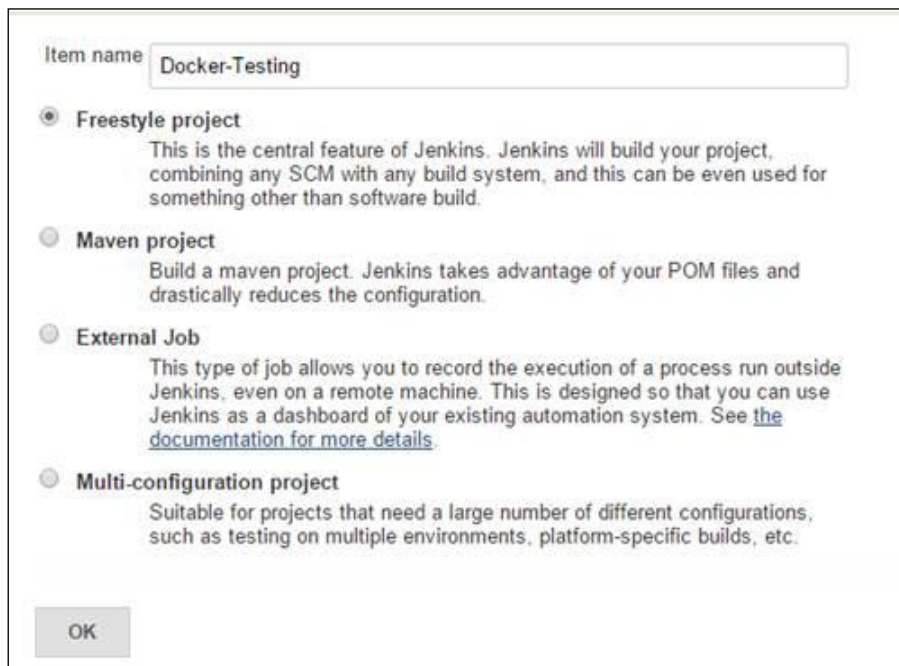 Item name Docker-Testing
Freestyle project
This is the central feature of Jenkins. Jenkins will build your project,
combining any SCM with any build system, and this can be even used for
something other than software build.
Maven project
Build a maven project. Jenkins takes advantage of your POM files and
drastically reduces the configuration.
External Job
This type of job allows you to record the execution of a process run outside
Jenkins, even on a remote machine. This is designed so that you can use
Jenkins as a dashboard of your existing automation system. See the
documentation for more details.
Multi-configuration project
Suitable for projects that need a large number of different configurations,
such as testing on multiple environments, platform-specific builds, etc.
OK